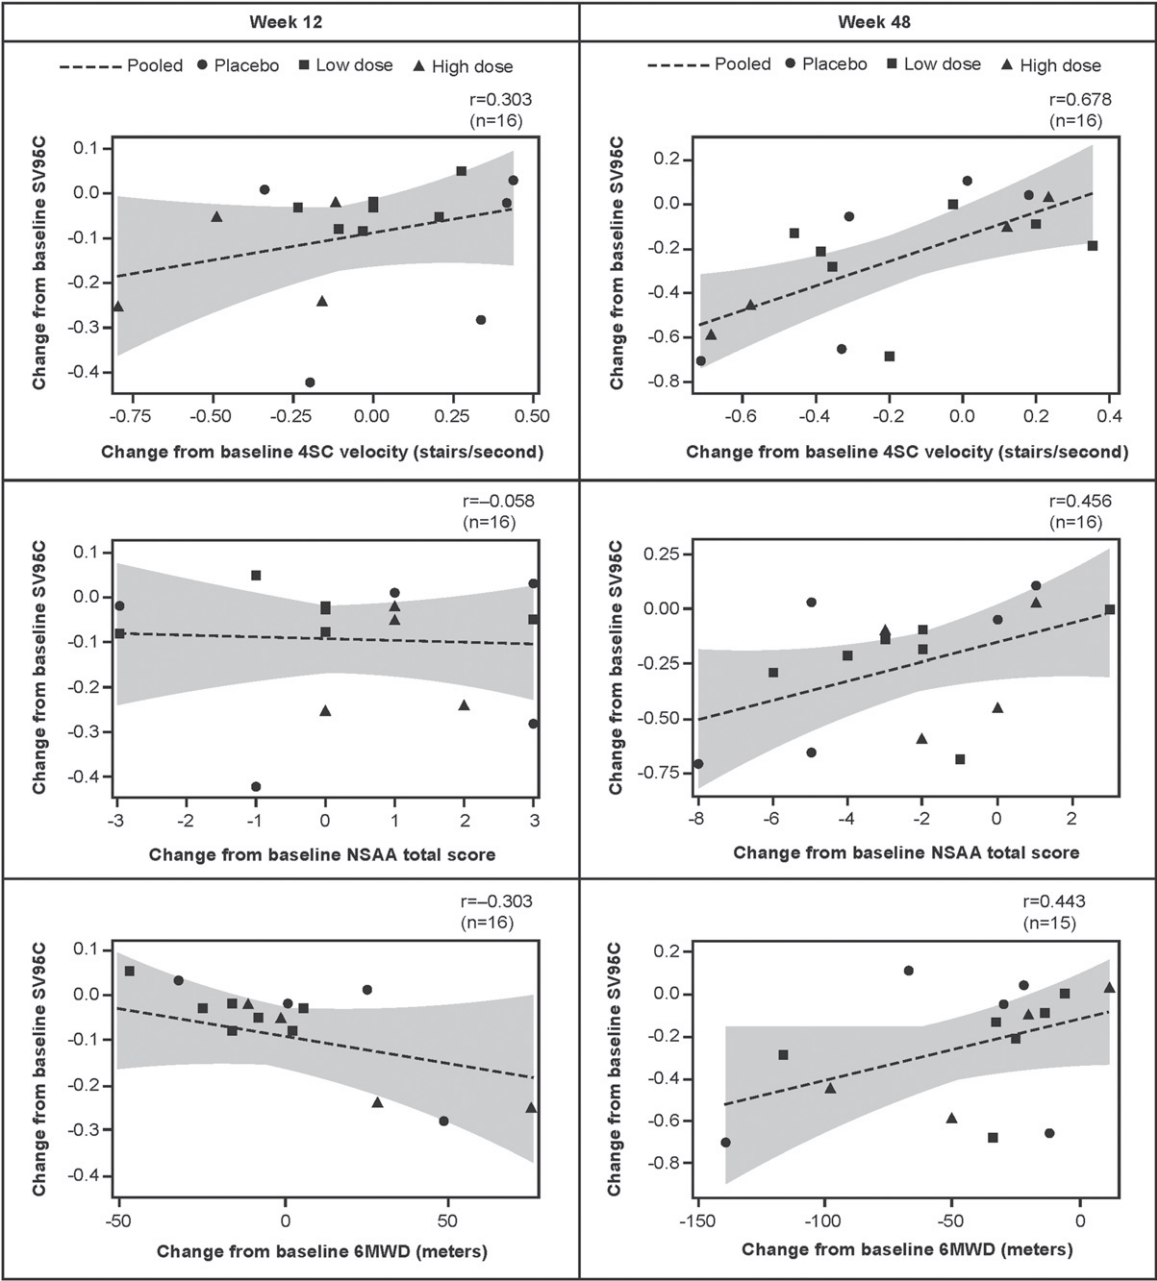 Week 12
Week 48
Pooled Placebo Low dose High dose
r=0.303
(n=16)
Change from baseline SV95C
0.1
0.0
-0.1
-0.2
-0.3
-0.4
-0.75 -0.50 -0.25 0.00 0.25 0.50
Change from baseline 4SC velocity (stairs/second)
Pooled Placebo Low dose High dose
r=0.678
(n=16)
Change from baseline SV95C
0.2
0.0
-0.2
-0.4
-0.6
-0.8
-0.6 -0.4 -0.2 0.0 0.2 0.4
Change from baseline 4SC velocity (stairs/second)
r=–0.058
(n=16)
Change from baseline SV95C
0.1
0.0
-0.1
-0.2
-0.3
-0.4
-3 -2 -1 0 1 2 3
Change from baseline NSAA total score
r=0.456
(n=16)
Change from baseline SV95C
0.25
0.00
-0.25
-0.50
-0.75
-8 -6 -4 -2 0 2
Change from baseline NSAA total score
r=–0.303
(n=16)
Change from baseline SV95C
0.1
0.0
-0.1
-0.2
-0.3
-0.4
-50 0 50
Change from baseline 6MWD (meters)
r=0.443
(n=15)
Change from baseline SV95C
0.2
0.0
-0.2
-0.4
-0.6
-0.8
-150 -100 -50 0
Change from baseline 6MWD (meters)